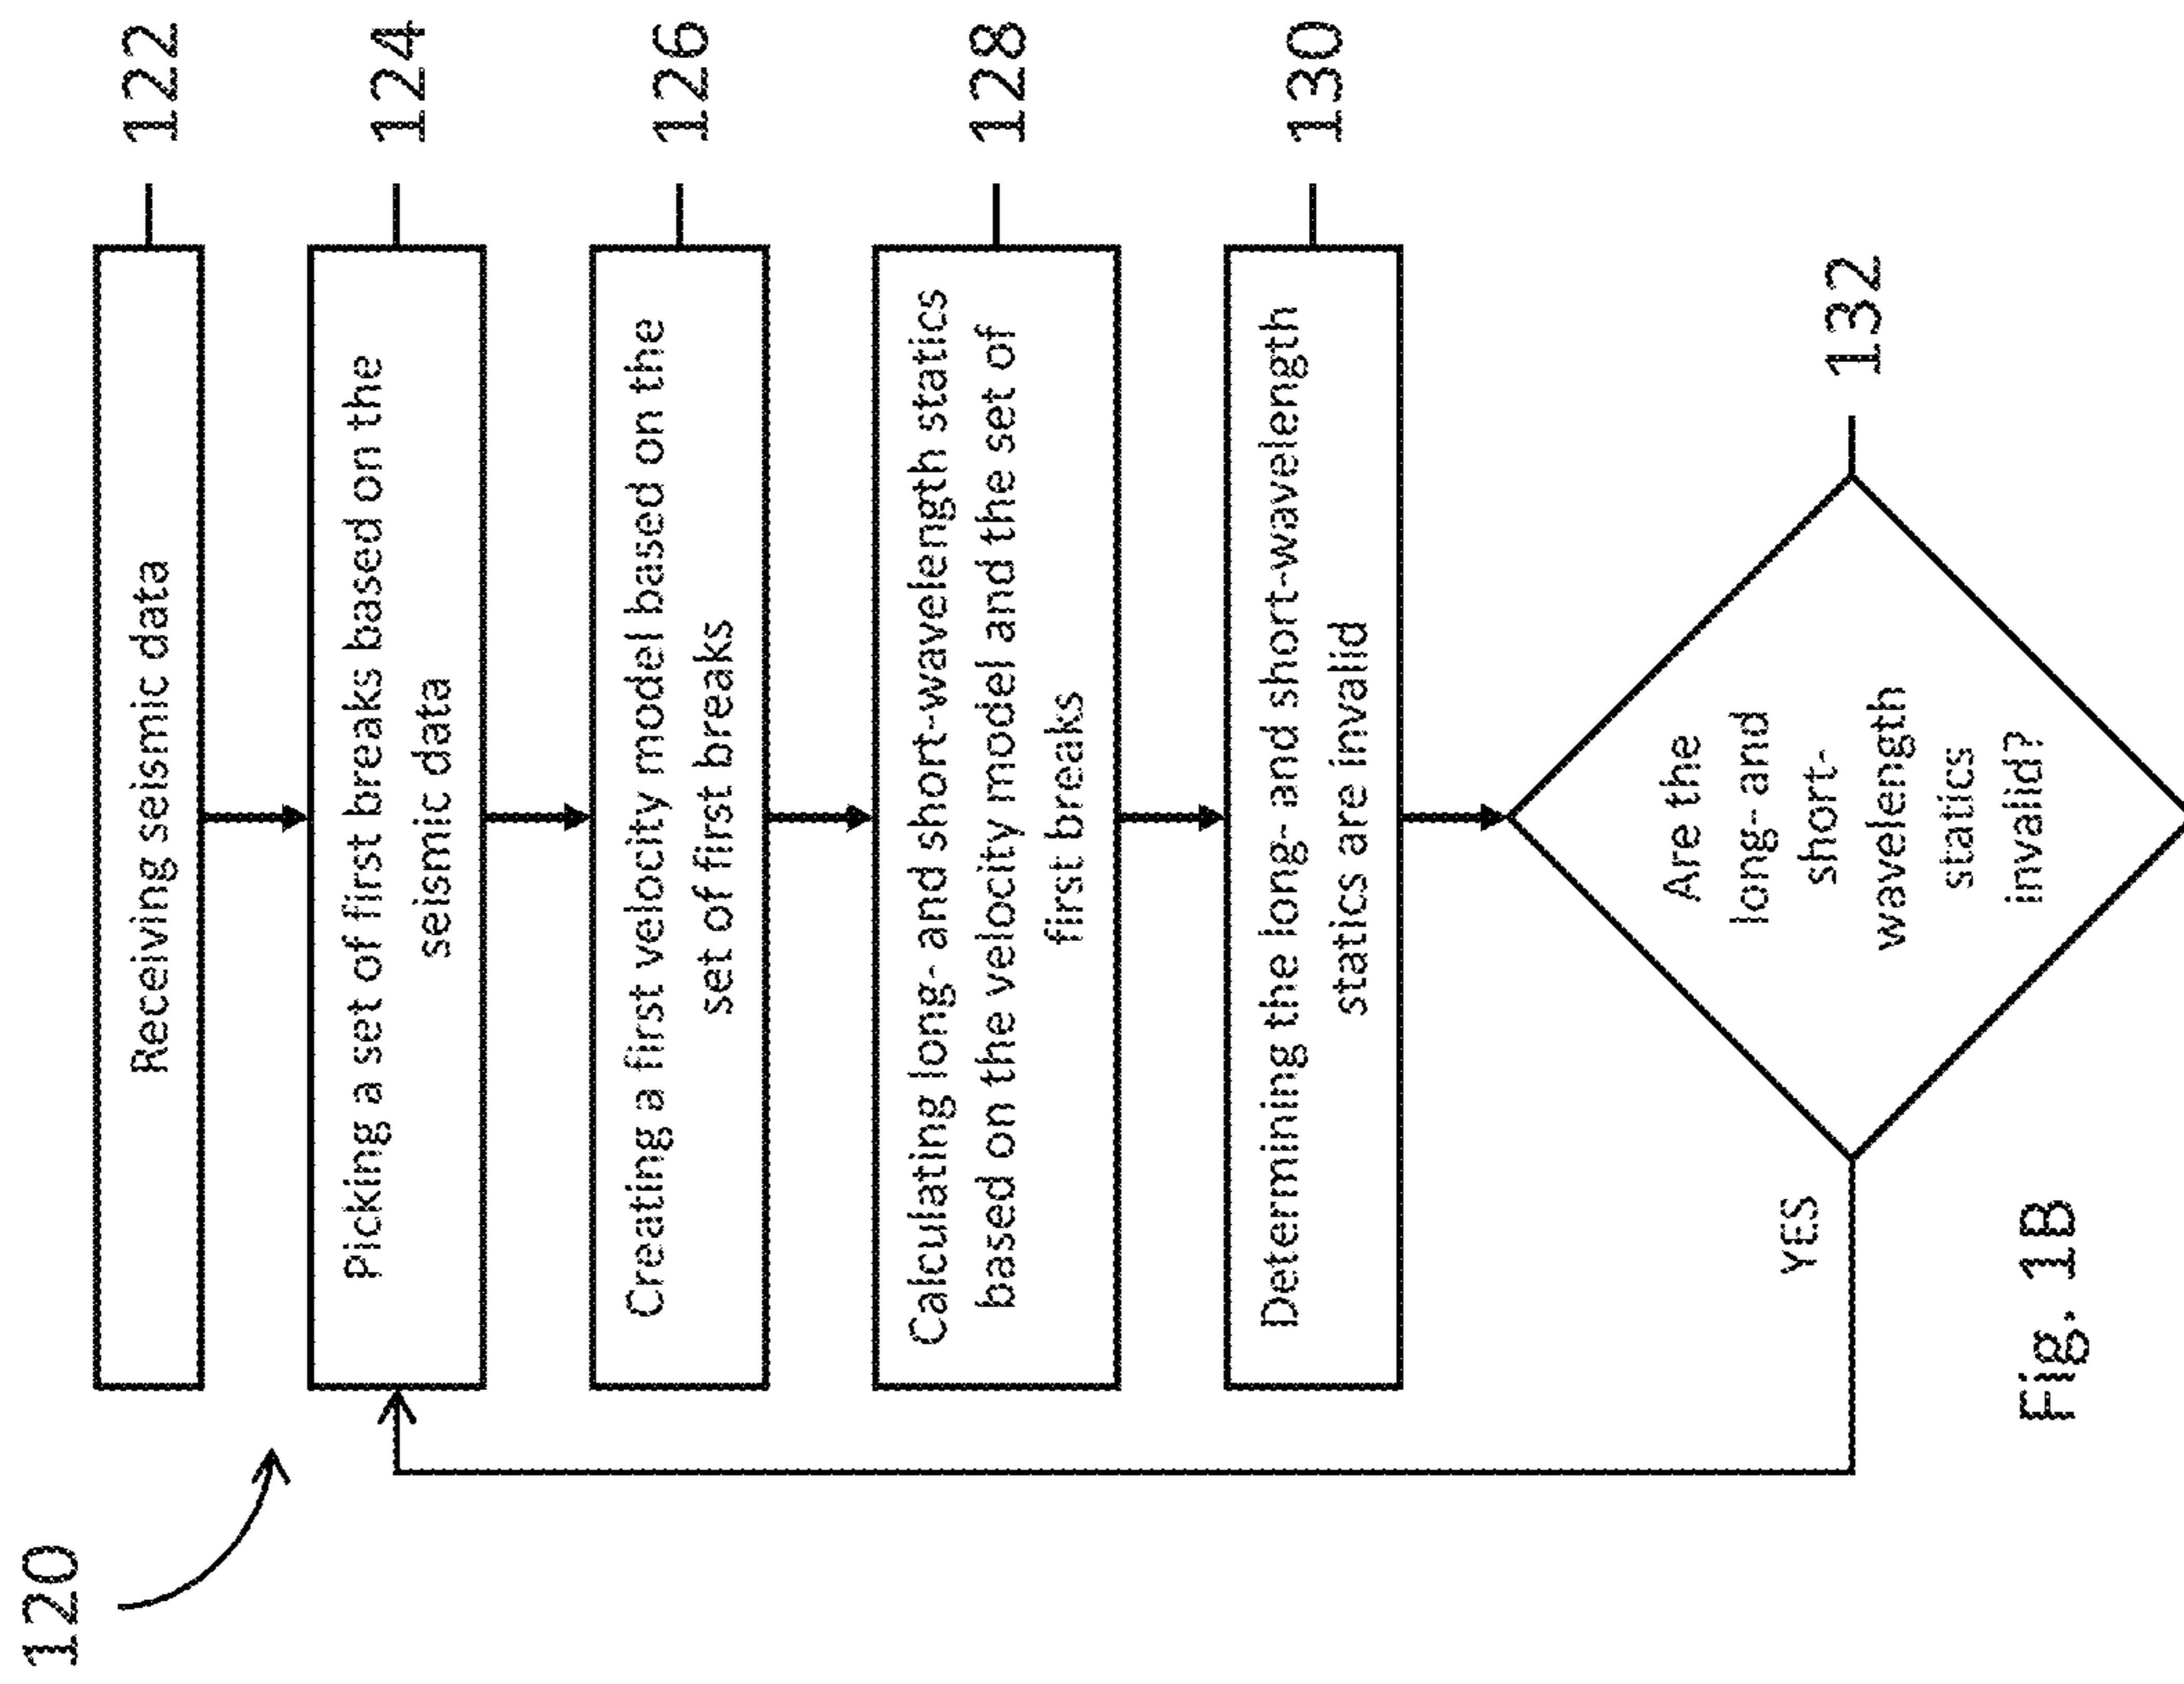 120
Receiving seismic data
122
Picking a set of first breaks based on the
seismic data
124
Creating a first velocity model based on the
set of first breaks
126
Calculating long- and short-wavelength statics
based on the velocity model and the set of
first breaks
128
Determining the long- and short-wavelength
statics are invalid
130
Are the
long- and
short-
wavelength
statics
invalid?
132
YES
Fig. 1B